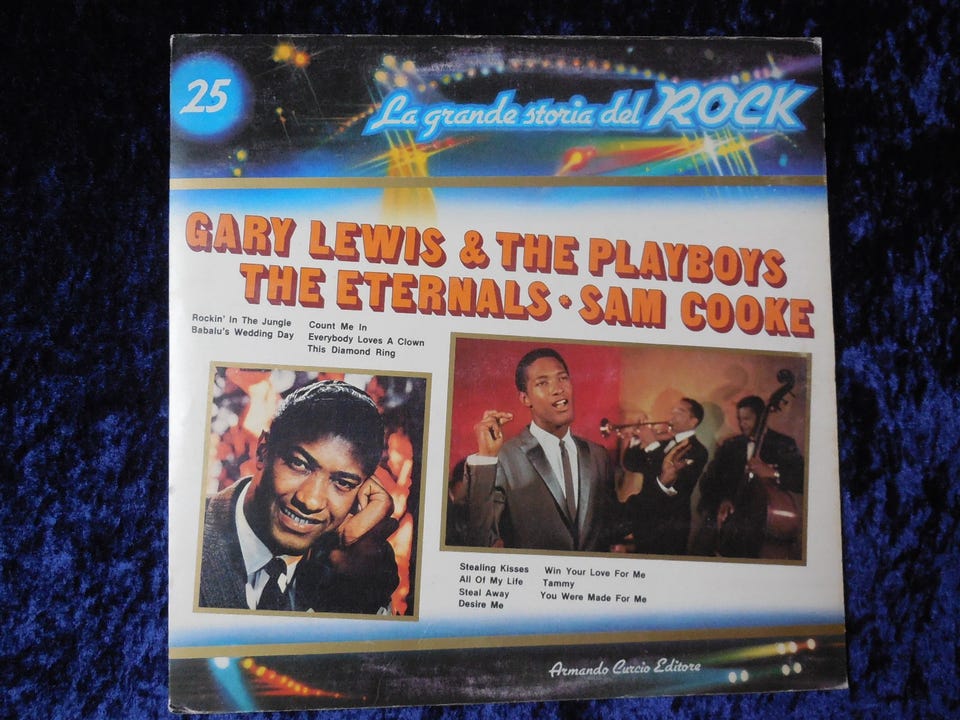 25
La grande storia del ROCK
GARY LEWIS & THE PLAYBOYS
THE ETERNALS * SAM COOKE
Rockin' In The Jungle
Babalu's Wedding Day
Count Me In
Everybody Loves A Clown
This Diamond Ring
Stealing Kisses
All Of My Life
Steal Away
Desire Me
Win Your Love For Me
Tammy
You Were Made For Me
Armando Curcio Editore